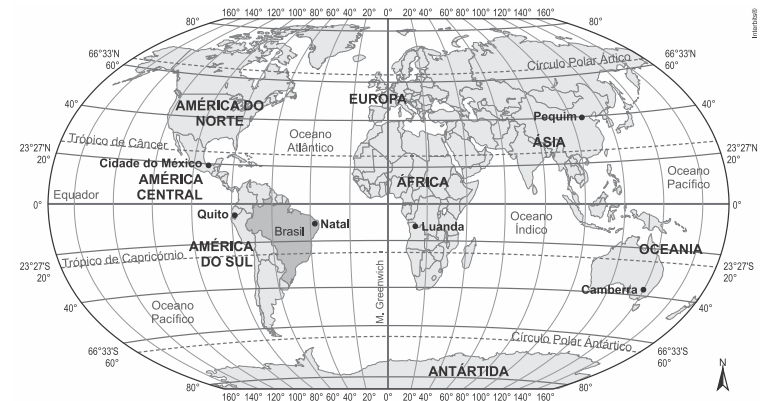 160° 140° 120° 100° 80° 60° 40° 20° 0° 20° 40° 60° 80° 100° 120° 140° 160°
Interbits®
80°
80°
66°33'N
60°
Círculo Polar Ártico
66°33'N
60°
40°
AMÉRICA DO
NORTE
EUROPA
Pequim
40°
Oceano
Atlântico
ÁSIA
Trópico de Câncer
23°27'N
20°
23°27'N
20°
Cidade do México
AMÉRICA
CENTRAL
ÁFRICA
Oceano
Pacífico
Equador
0°
0°
Quito
Brasil
Natal
Luanda
Oceano
Índico
AMÉRICA
DO SUL
OCEANIA
Trópico de Capricórnio
23°27'S
20°
23°27'S
20°
M. Greenwich
Camberra
40°
40°
Oceano
Pacífico
Círculo Polar Antártico
66°33'S
60°
66°33'S
60°
ANTÁRTIDA
N
80°
80°
160° 140° 120° 100° 80° 60° 40° 20° 0° 20° 40° 60° 80° 100° 120° 140° 160°